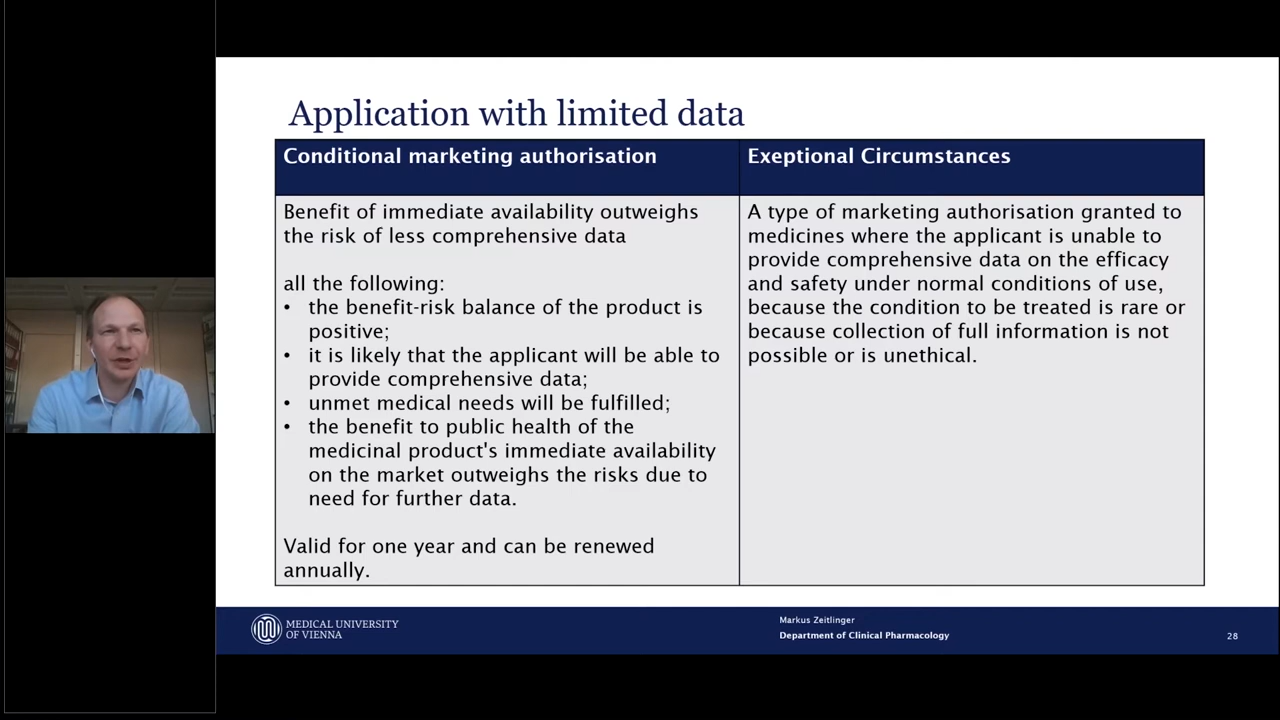 Application with limited data
Conditional marketing authorisation
Exeptional Circumstances
Benefit of immediate availability outweighs
the risk of less comprehensive data
all the following:
• the benefit-risk balance of the product is
positive;
• it is likely that the applicant will be able to
provide comprehensive data;
• unmet medical needs will be fulfilled;
• the benefit to public health of the
medicinal product's immediate availability
on the market outweighs the risks due to
need for further data.
Valid for one year and can be renewed
annually.
A type of marketing authorisation granted to
medicines where the applicant is unable to
provide comprehensive data on the efficacy
and safety under normal conditions of use,
because the condition to be treated is rare or
because collection of full information is not
possible or is unethical.
MEDICAL UNIVERSITY
OF VIENNA
Markus Zeitlinger
Department of Clinical Pharmacology
28